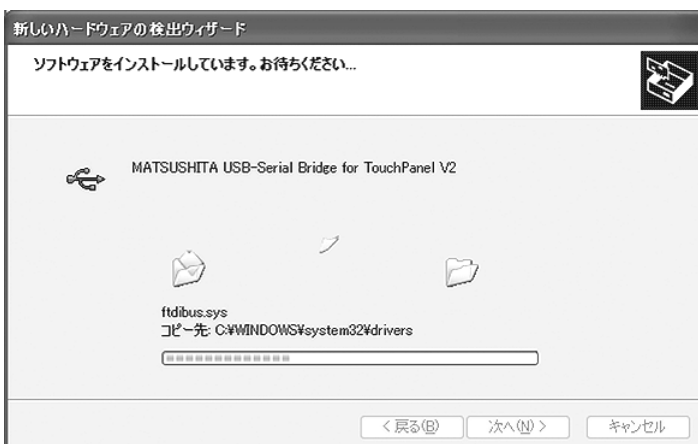 新しいハードウェアの検出ウィザード
ソフトウェアをインストールしています。お待ちください...
MATSUSHITA USB-Serial Bridge for TouchPanel V2
ftdibus.sys
コピー先: C:¥WINDOWS¥system32¥drivers
< 戻る(B)
次へ(N) >
キャンセル